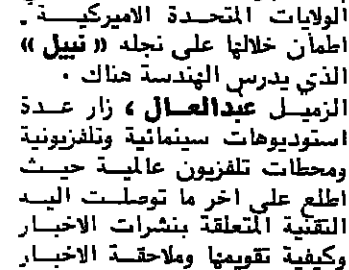 الولايات المتحدة الاميركية .
اطمان خلالها على نجله « نبيل »
الذي يدرس الهندسة هناك .
الزميل عبدالعال ، زار عدة
استوديوهات سينمائية وتلفزيونية
ومحطات تلفزيون عالمية حيث
اطلع على اخر ما توصلت اليه
التقنية المتعلقة بنشرات الاخبار
وكيفية تقويمها وملاحقة الاخبار